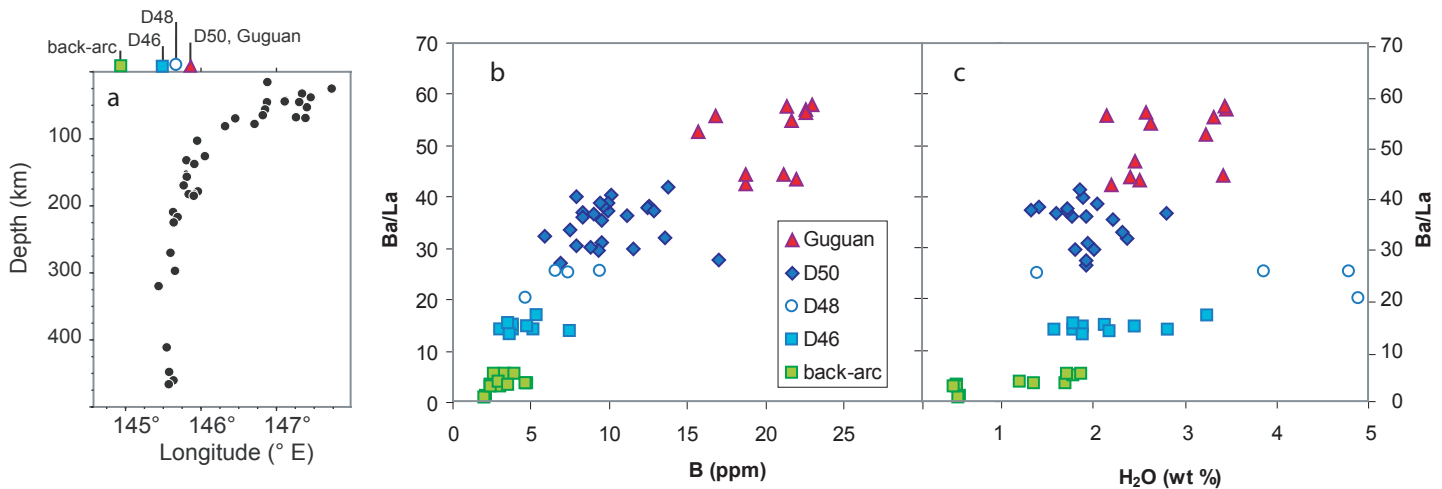 D48
back-arc
D46
D50, Guguan
a
100
200
300
400
Depth (km)
145°
146°
147°
Longitude (° E)
b
70
60
50
40
30
20
10
0
Ba/La
0
5
10
15
20
25
B (ppm)
Guguan
D50
D48
D46
back-arc
c
1
2
3
4
5
H₂O (wt %)
70
60
50
40
30
20
10
0
Ba/La